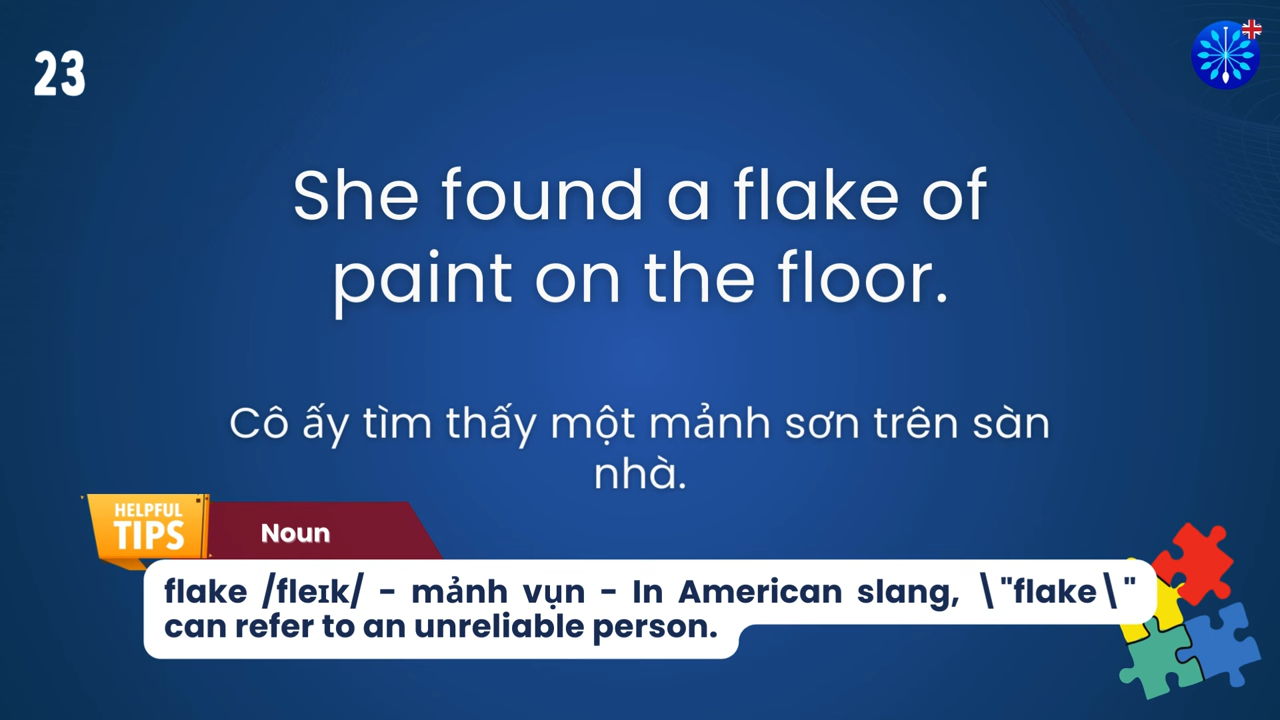 23
She found a flake of
paint on the floor.
Cô ấy tìm thấy một mảnh sơn trên sàn
nhà.
HELPFUL
TIPS
Noun
flake /fleɪk/ - mảnh vụn - In American slang, \"flake\"
can refer to an unreliable person.